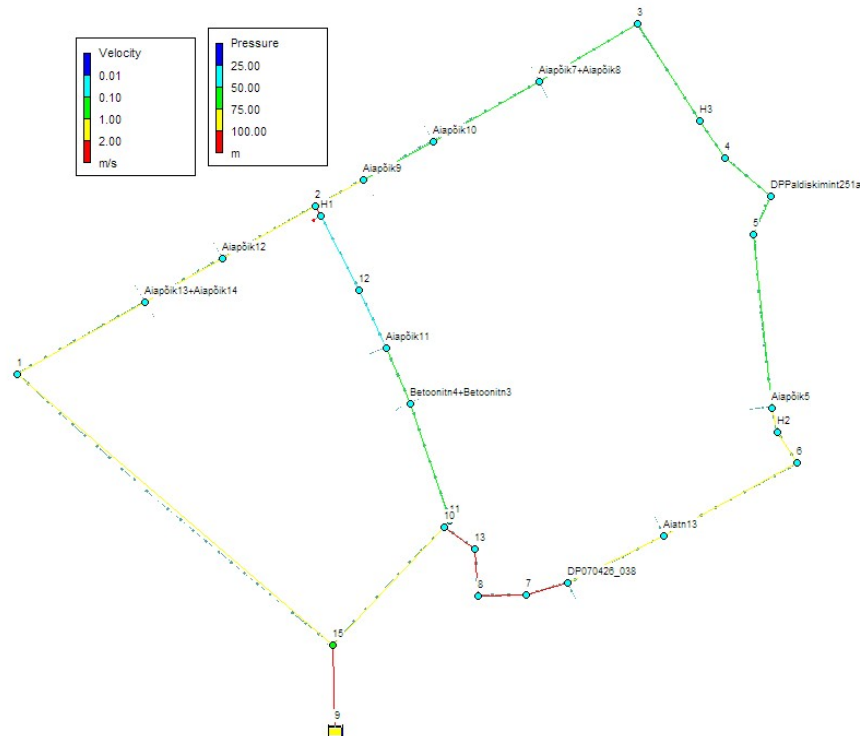 Velocity
0.01
0.10
1.00
2.00
m/s
Pressure
25.00
50.00
75.00
100.00
m
3
Aiapõik7+Aiapõik8
H3
Aiapõik10
4
Aiapõik9
DPPaldiskimint251a
2
H1
5
Aiapõik12
12
Aiapõik13+Aiapõik14
Aiapõik11
1
Betoonitn4+Betoonitn3
Aiapõik5
H2
6
11
10
Aiatn13
13
DP070426_038
8
7
15
9